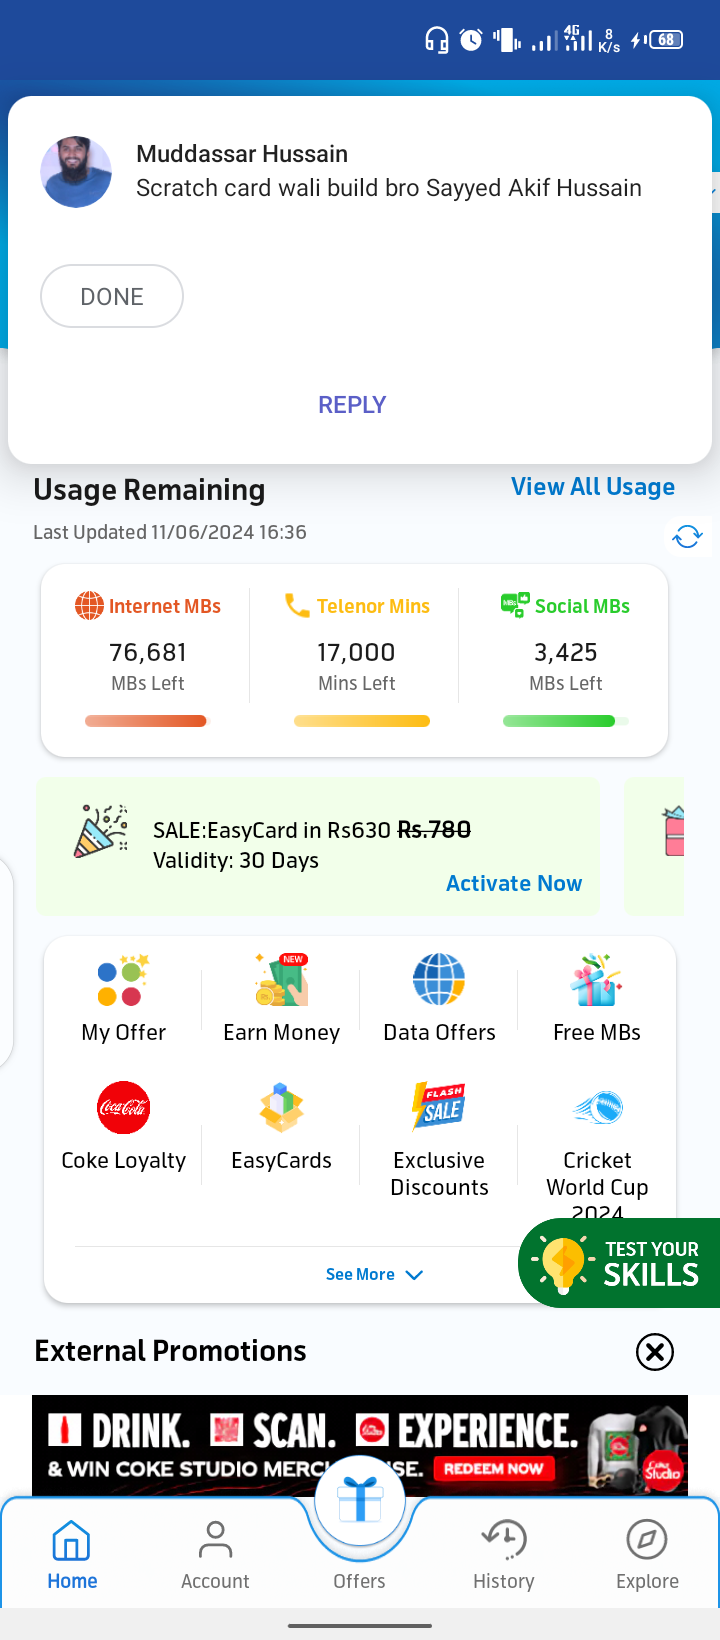 4G
8
K/s
68
Muddassar Hussain
Scratch card wali build bro Sayyed Akif Hussain
DONE
REPLY
Usage Remaining
View All Usage
Last Updated 11/06/2024 16:36
Internet MBs
Telenor Mins
MBs
Social MBs
76,681
17,000
3,425
MBs Left
Mins Left
MBs Left
SALE:EasyCard in Rs630 Rs.780
Validity: 30 Days
Activate Now
NEW
My Offer
Earn Money
Data Offers
Free MBs
Coca-Cola
FLASH
SALE
Coke Loyalty
EasyCards
Exclusive
Discounts
Cricket
World Cup
2024
TEST YOUR
SKILLS
See More
External Promotions
DRINK. SCAN. EXPERIENCE.
& WIN COKE STUDIO MERCH SE. REDEEM NOW
Coke
Studio
Home
Account
Offers
History
Explore